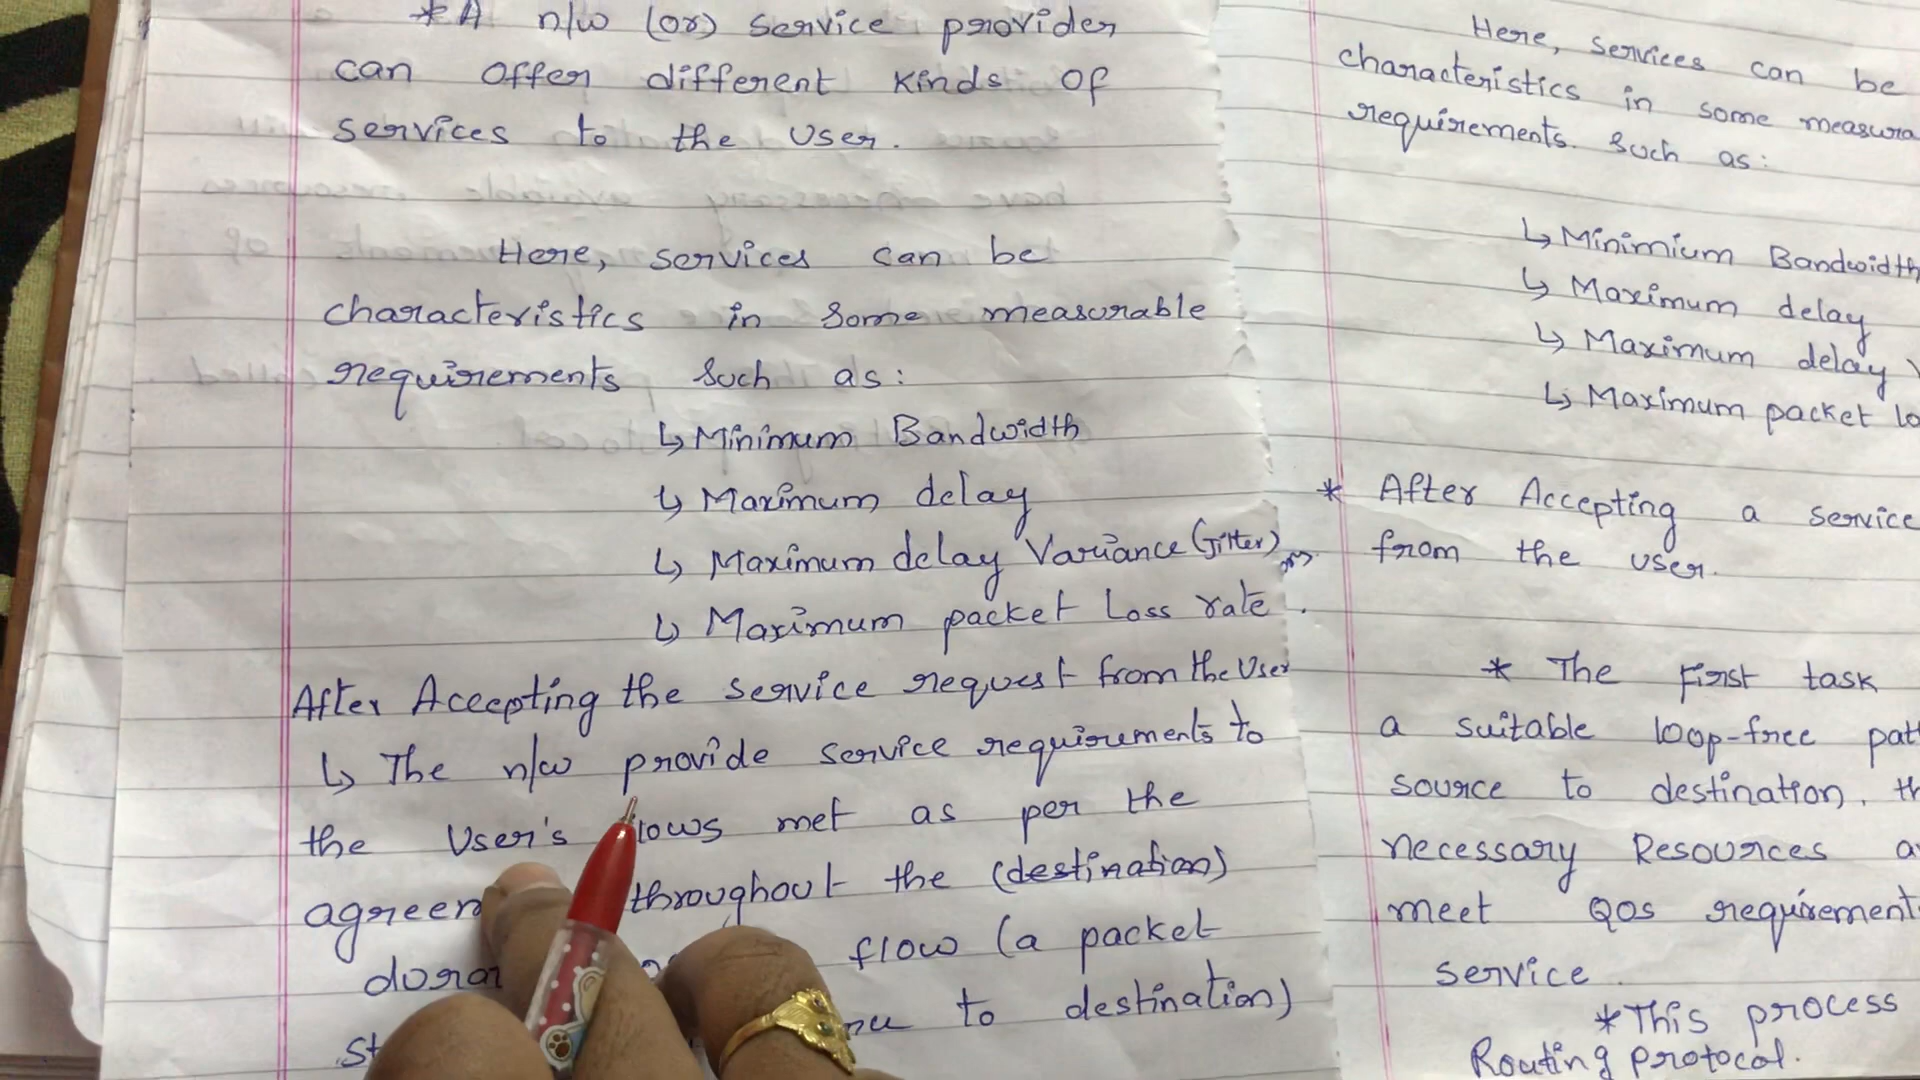 * A n/w (or) service provider
can offer different kinds of
services to the user.
Here, services can be
characteristics in some measurable
requirements such as:
↳ Minimum Bandwidth
↳ Maximum delay
↳ Maximum delay Variance (Jitter)
↳ Maximum packet Loss rate.
After Accepting the service request from the User
↳ The n/w provide service requirements to
the User's lows met as per the
agreem throughout the (destination)
flow (a packet
to destination)
Here, services can be
characteristics in some measura
requirements. Such as:
↳ Minimium Bandwidth
↳ Maximum delay
↳ Maximum delay
↳ Maximum packet lo
* After Accepting a service
from the user.
* The First task
a suitable loop-free pat
source to destination. th
necessary Resources a
meet QOS requirement
service
* This process
Routing protocol.